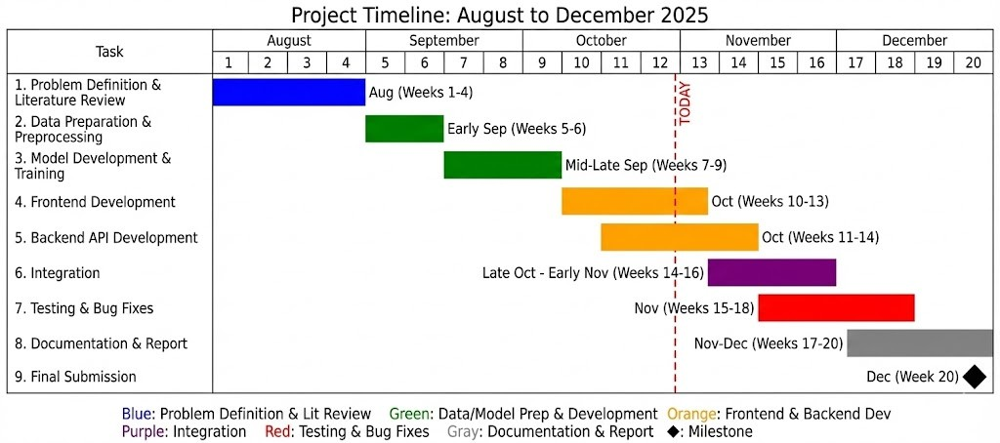 Project Timeline: August to December 2025
Task
August September October November December
1 2 3 4 5 6 7 8 9 10 11 12 13 14 15 16 17 18 19 20
TODAY
1. Problem Definition &
Literature Review
Aug (Weeks 1-4)
2. Data Preparation &
Preprocessing
Early Sep (Weeks 5-6)
3. Model Development &
Training
Mid-Late Sep (Weeks 7-9)
4. Frontend Development
Oct (Weeks 10-13)
5. Backend API Development
Oct (Weeks 11-14)
6. Integration
Late Oct - Early Nov (Weeks 14-16)
7. Testing & Bug Fixes
Nov (Weeks 15-18)
8. Documentation & Report
Nov-Dec (Weeks 17-20)
9. Final Submission
Dec (Week 20)
Blue: Problem Definition & Lit Review Green: Data/Model Prep & Development Orange: Frontend & Backend Dev
Purple: Integration Red: Testing & Bug Fixes Gray: Documentation & Report ◆: Milestone